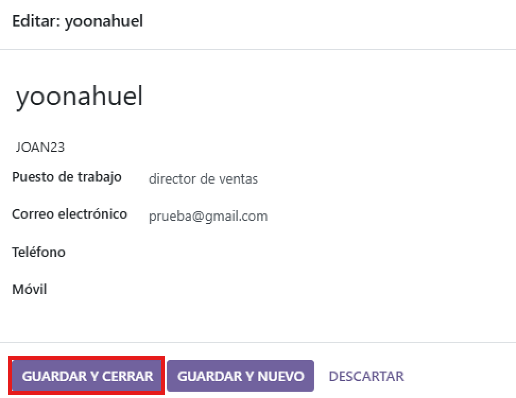 Editar: yoonahuel
yoonahuel
JOAN23
Puesto de trabajo director de ventas
Correo electrónico prueba@gmail.com
Teléfono
Móvil
GUARDAR Y CERRAR GUARDAR Y NUEVO DESCARTAR